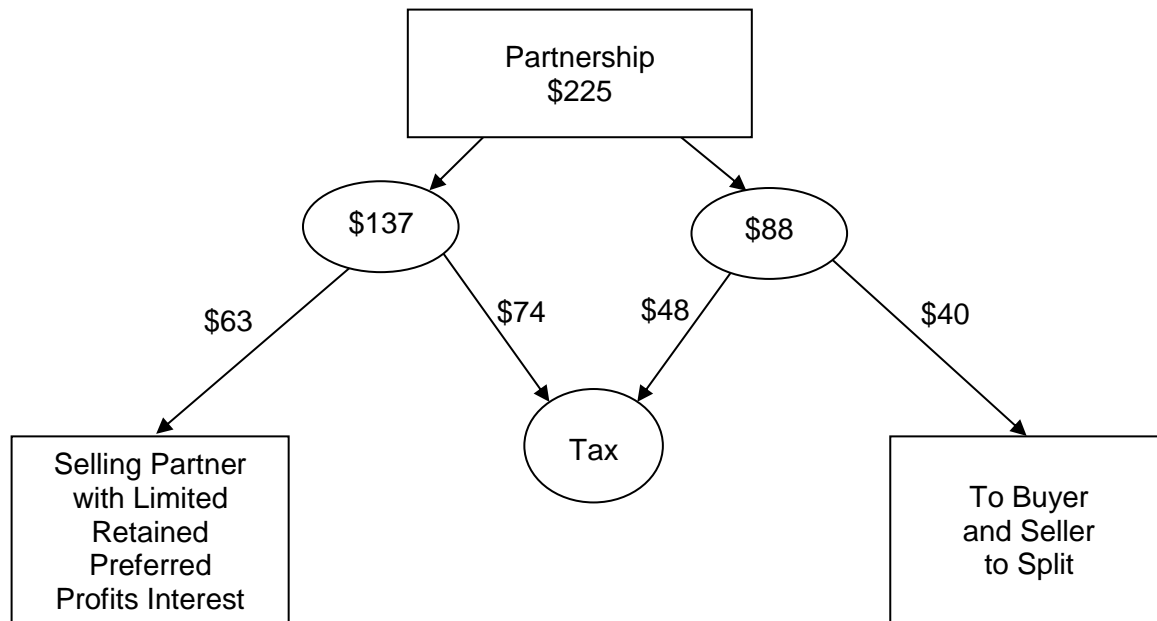 Partnership
$225
$137
$88
$63
$74
$48
$40
Selling Partner
with Limited
Retained
Preferred
Profits Interest
Tax
To Buyer
and Seller
to Split